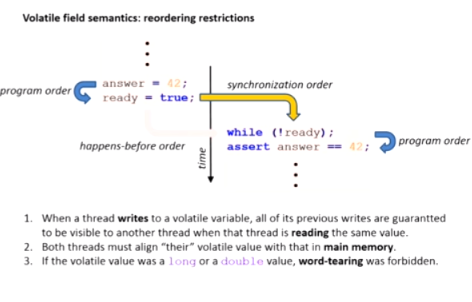 Volatile field semantics: reordering restrictions
program order
answer = 42;
ready = true;
synchronization order
happens-before order
time
while (!ready);
assert answer == 42;
program order
1. When a thread writes to a volatile variable, all of its previous writes are guarantted
to be visible to another thread when that thread is reading the same value.
2. Both threads must align “their” volatile value with that in main memory.
3. If the volatile value was a long or a double value, word-tearing was forbidden.